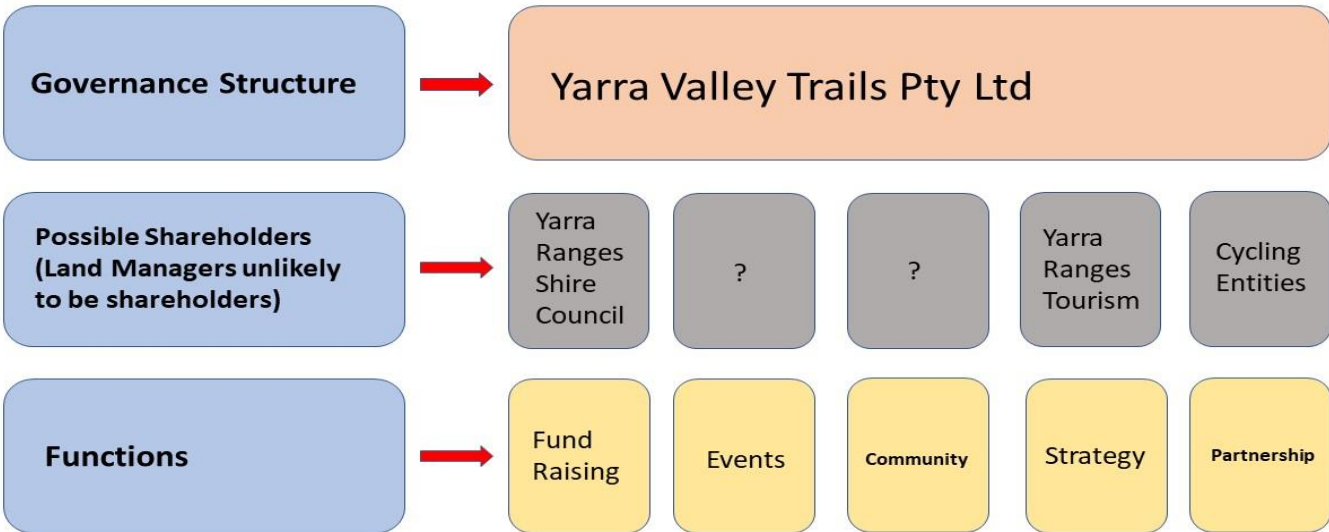 Governance Structure
Yarra Valley Trails Pty Ltd
Possible Shareholders
(Land Managers unlikely
to be shareholders)
Yarra
Ranges
Shire
Council
?
?
Yarra
Ranges
Tourism
Cycling
Entities
Functions
Fund
Raising
Events
Community
Strategy
Partnership